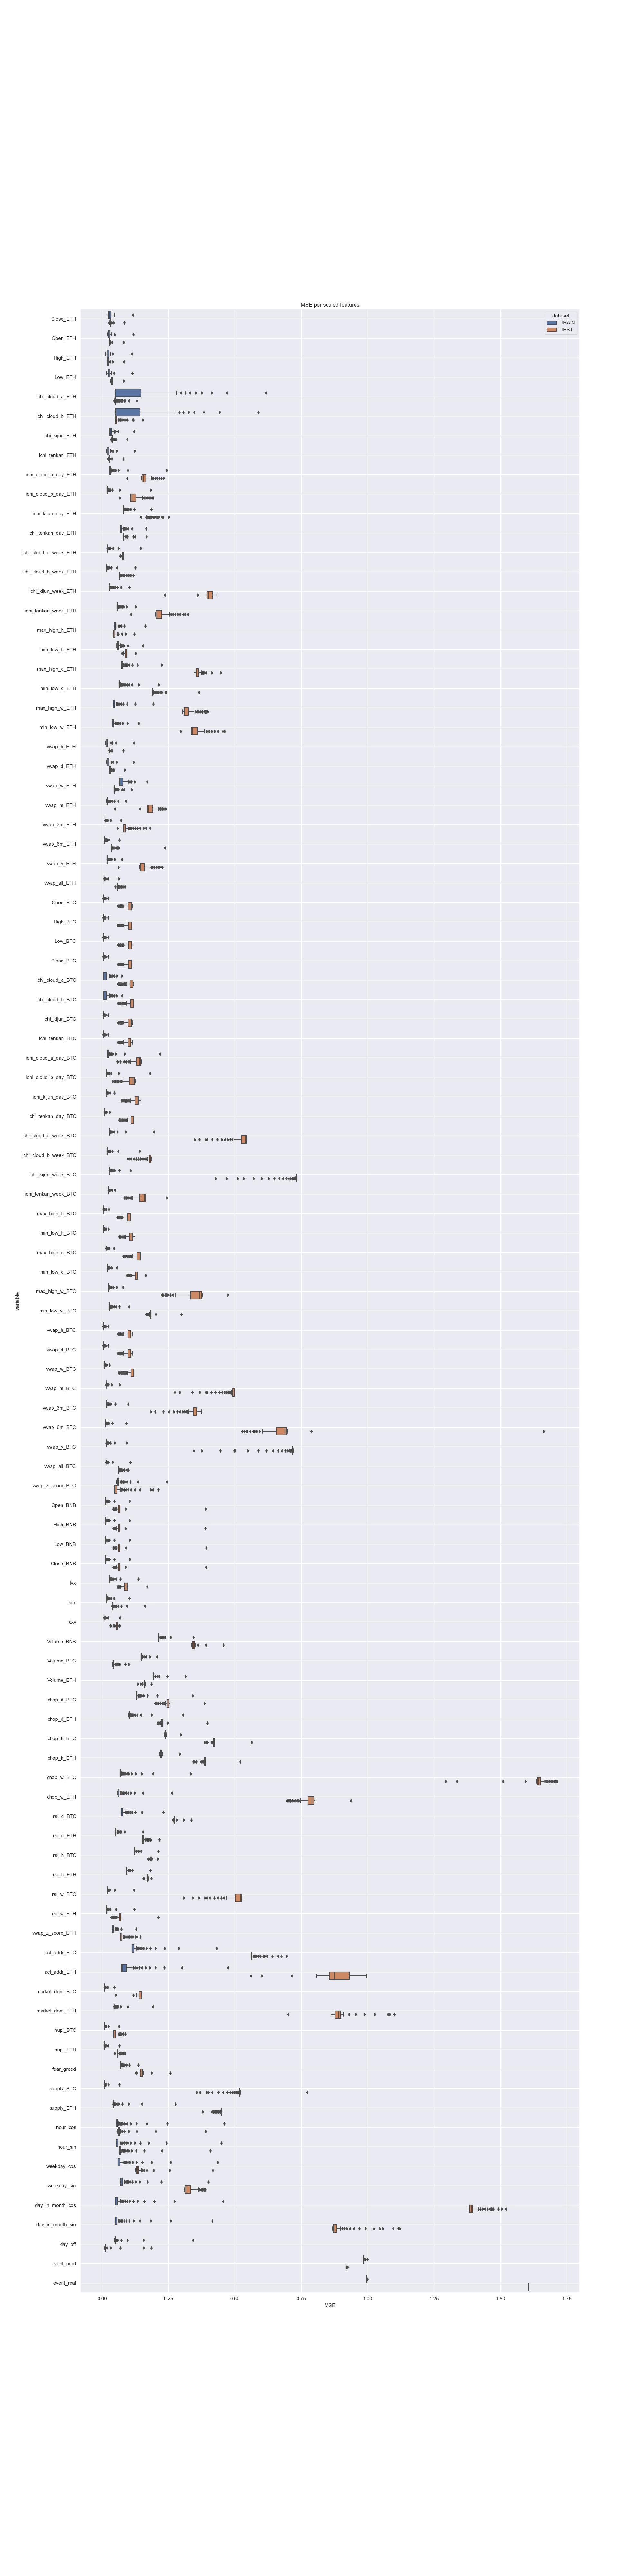 MSE per scaled features
dataset
TRAIN
TEST
Close_ETH
Open_ETH
High_ETH
Low_ETH
ichi_cloud_a_ETH
ichi_cloud_b_ETH
ichi_kijun_ETH
ichi_tenkan_ETH
ichi_cloud_a_day_ETH
ichi_cloud_b_day_ETH
ichi_kijun_day_ETH
ichi_tenkan_day_ETH
ichi_cloud_a_week_ETH
ichi_cloud_b_week_ETH
ichi_kijun_week_ETH
ichi_tenkan_week_ETH
max_high_h_ETH
min_low_h_ETH
max_high_d_ETH
min_low_d_ETH
max_high_w_ETH
min_low_w_ETH
vwap_h_ETH
vwap_d_ETH
vwap_w_ETH
vwap_m_ETH
vwap_3m_ETH
vwap_6m_ETH
vwap_y_ETH
vwap_all_ETH
Open_BTC
High_BTC
Low_BTC
Close_BTC
ichi_cloud_a_BTC
ichi_cloud_b_BTC
ichi_kijun_BTC
ichi_tenkan_BTC
ichi_cloud_a_day_BTC
ichi_cloud_b_day_BTC
ichi_kijun_day_BTC
ichi_tenkan_day_BTC
ichi_cloud_a_week_BTC
ichi_cloud_b_week_BTC
ichi_kijun_week_BTC
ichi_tenkan_week_BTC
max_high_h_BTC
min_low_h_BTC
max_high_d_BTC
min_low_d_BTC
max_high_w_BTC
min_low_w_BTC
vwap_h_BTC
vwap_d_BTC
vwap_w_BTC
vwap_m_BTC
vwap_3m_BTC
vwap_6m_BTC
vwap_y_BTC
vwap_all_BTC
vwap_z_score_BTC
Open_BNB
High_BNB
Low_BNB
Close_BNB
fvx
spx
dxy
Volume_BNB
Volume_BTC
Volume_ETH
chop_d_BTC
chop_d_ETH
chop_h_BTC
chop_h_ETH
chop_w_BTC
chop_w_ETH
rsi_d_BTC
rsi_d_ETH
rsi_h_BTC
rsi_h_ETH
rsi_w_BTC
rsi_w_ETH
vwap_z_score_ETH
act_addr_BTC
act_addr_ETH
market_dom_BTC
market_dom_ETH
nupl_BTC
nupl_ETH
fear_greed
supply_BTC
supply_ETH
hour_cos
hour_sin
weekday_cos
weekday_sin
day_in_month_cos
day_in_month_sin
day_off
event_pred
event_real
variable
0.00 0.25 0.50 0.75 1.00 1.25 1.50 1.75
MSE